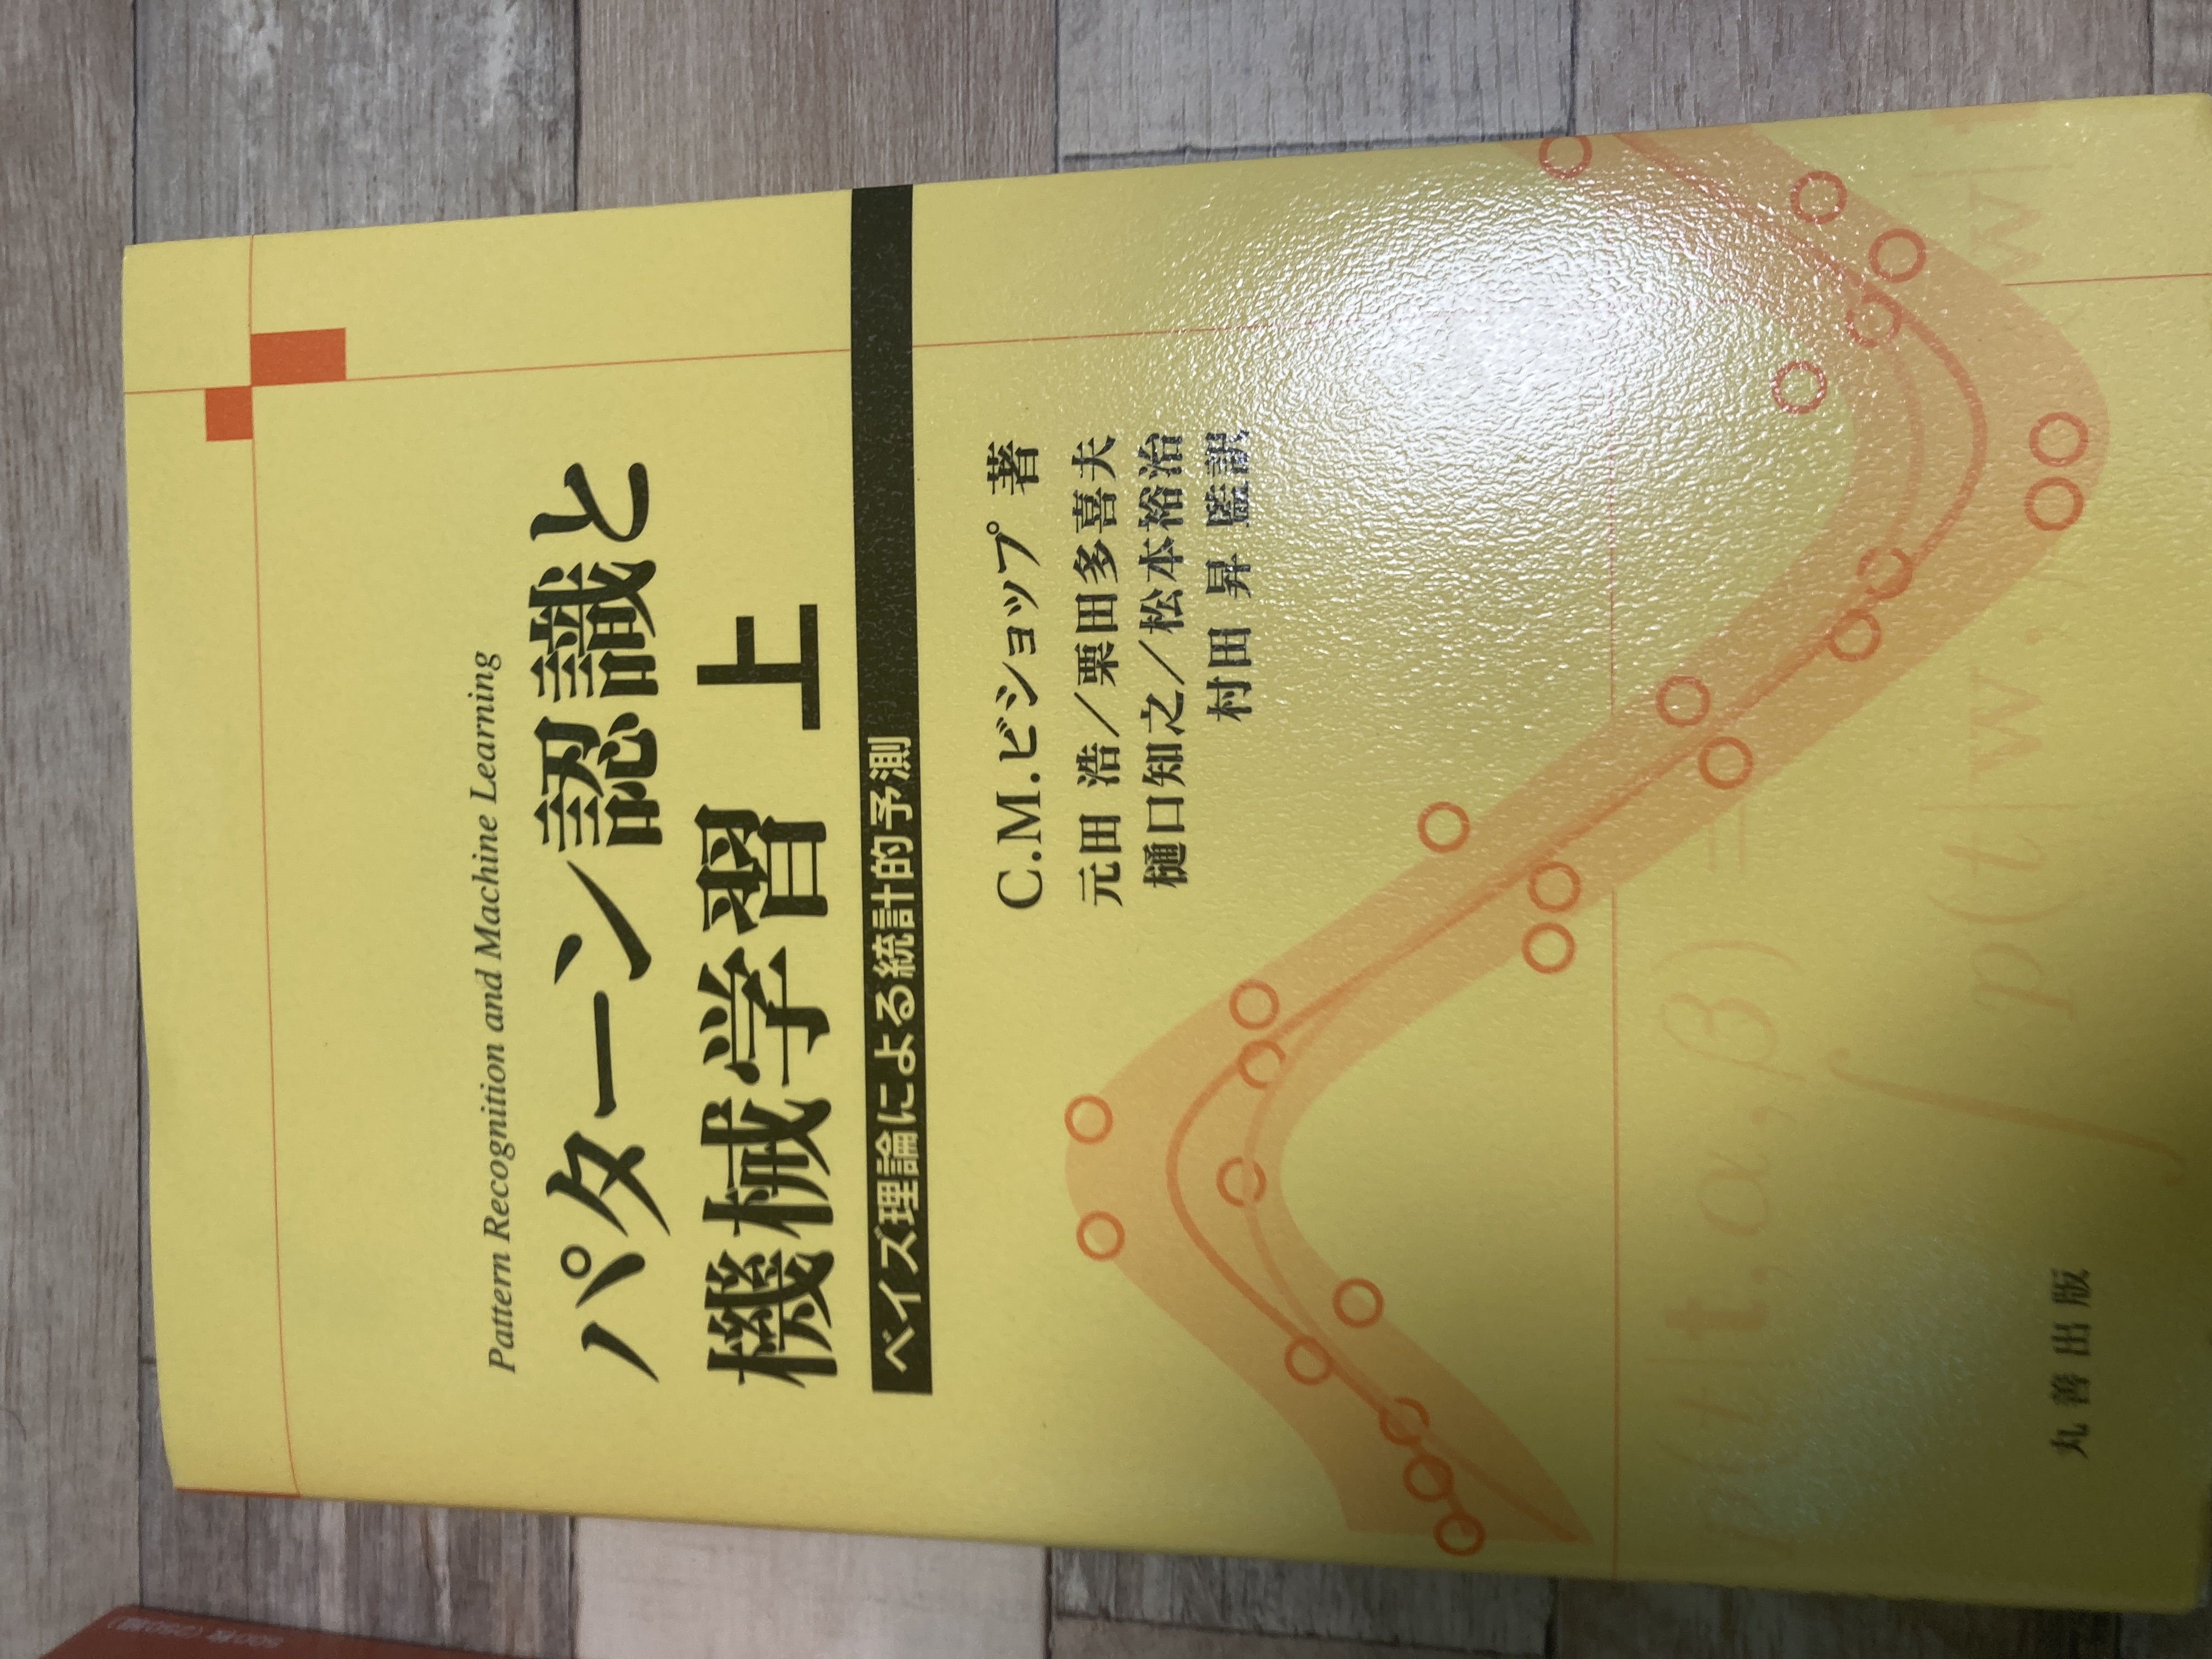 Pattern Recognition and Machine Learning
パターン認識と
機械学習 上
ベイズ理論による統計的予測
C.M.ビショップ 著
元田 浩／栗田多喜夫
樋口知之／松本裕治
村田 昇 監訳
p(t|t, α, β) =
∫ p(t|w, w|
丸善出版